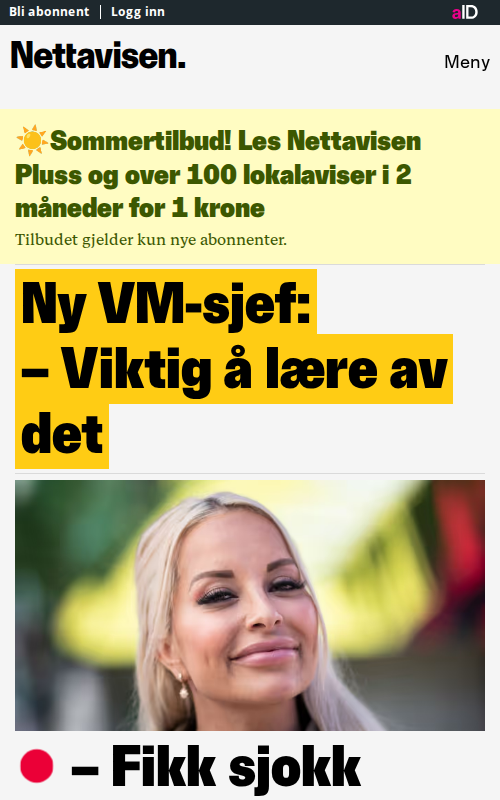 Bli abonnent
Logg inn
aID
Nettavisen.
Meny
☀️Sommertilbud! Les Nettavisen
Pluss og over 100 lokalaviser i 2
måneder for 1 krone
Tilbudet gjelder kun nye abonnenter.
Ny VM-sjef:
– Viktig å lære av
det
– Fikk sjokk